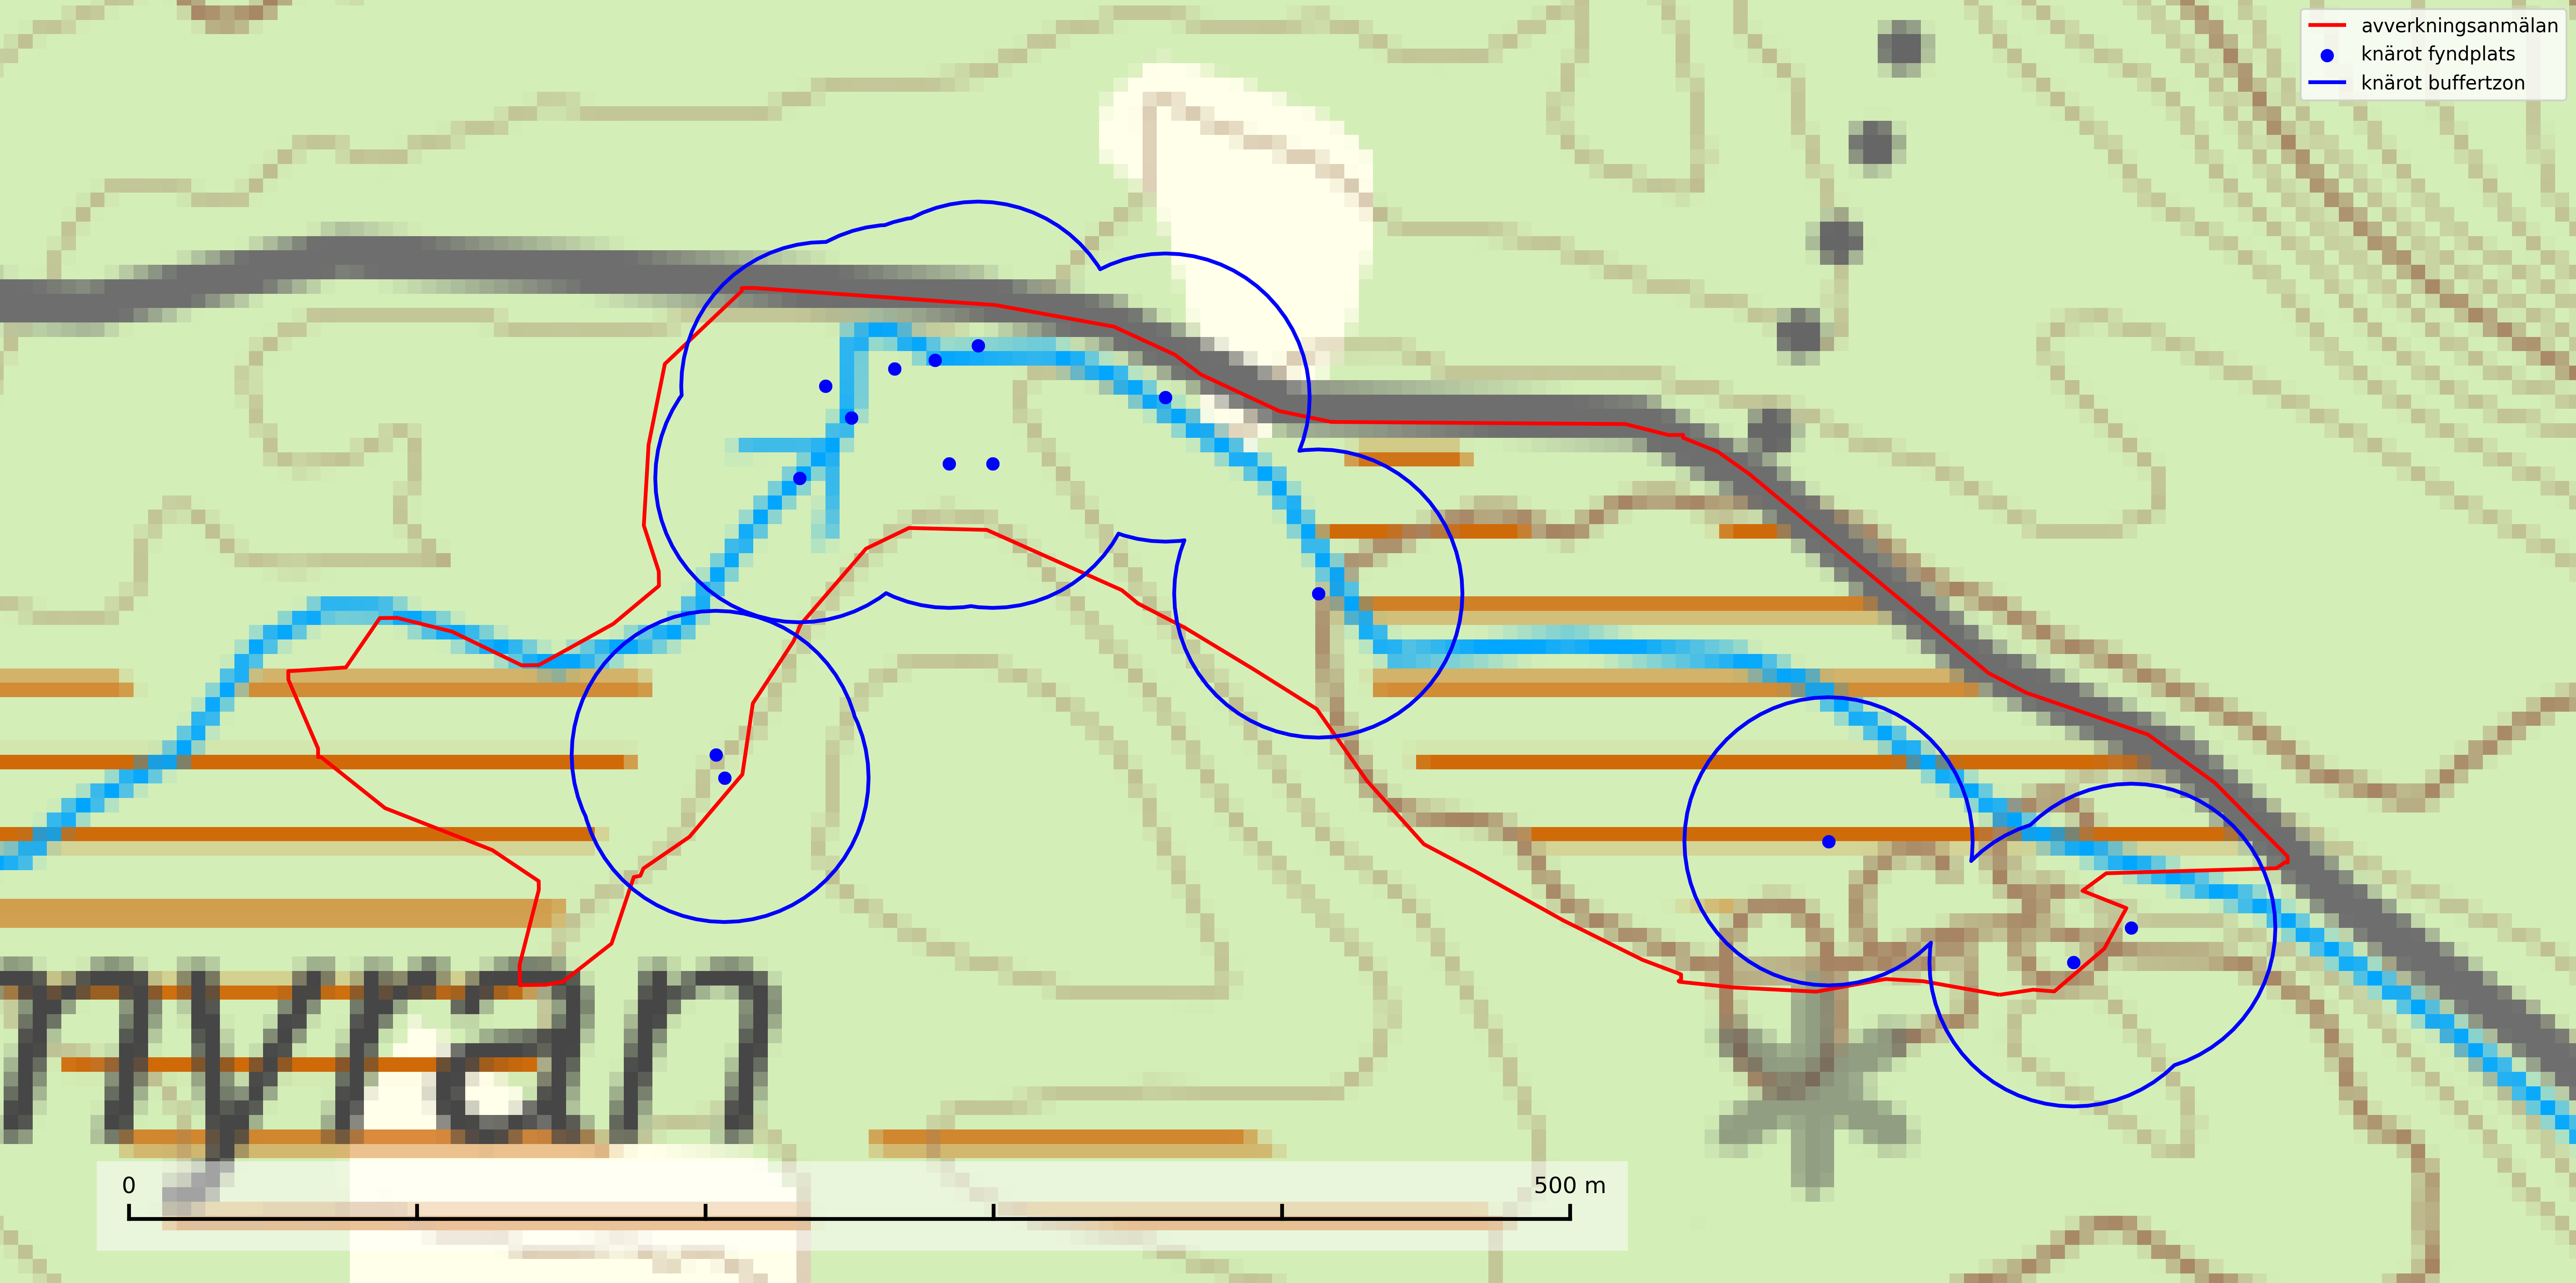 avverkningsanmälan
knärot fyndplats
knärot buffertzon
myran
0 500 m